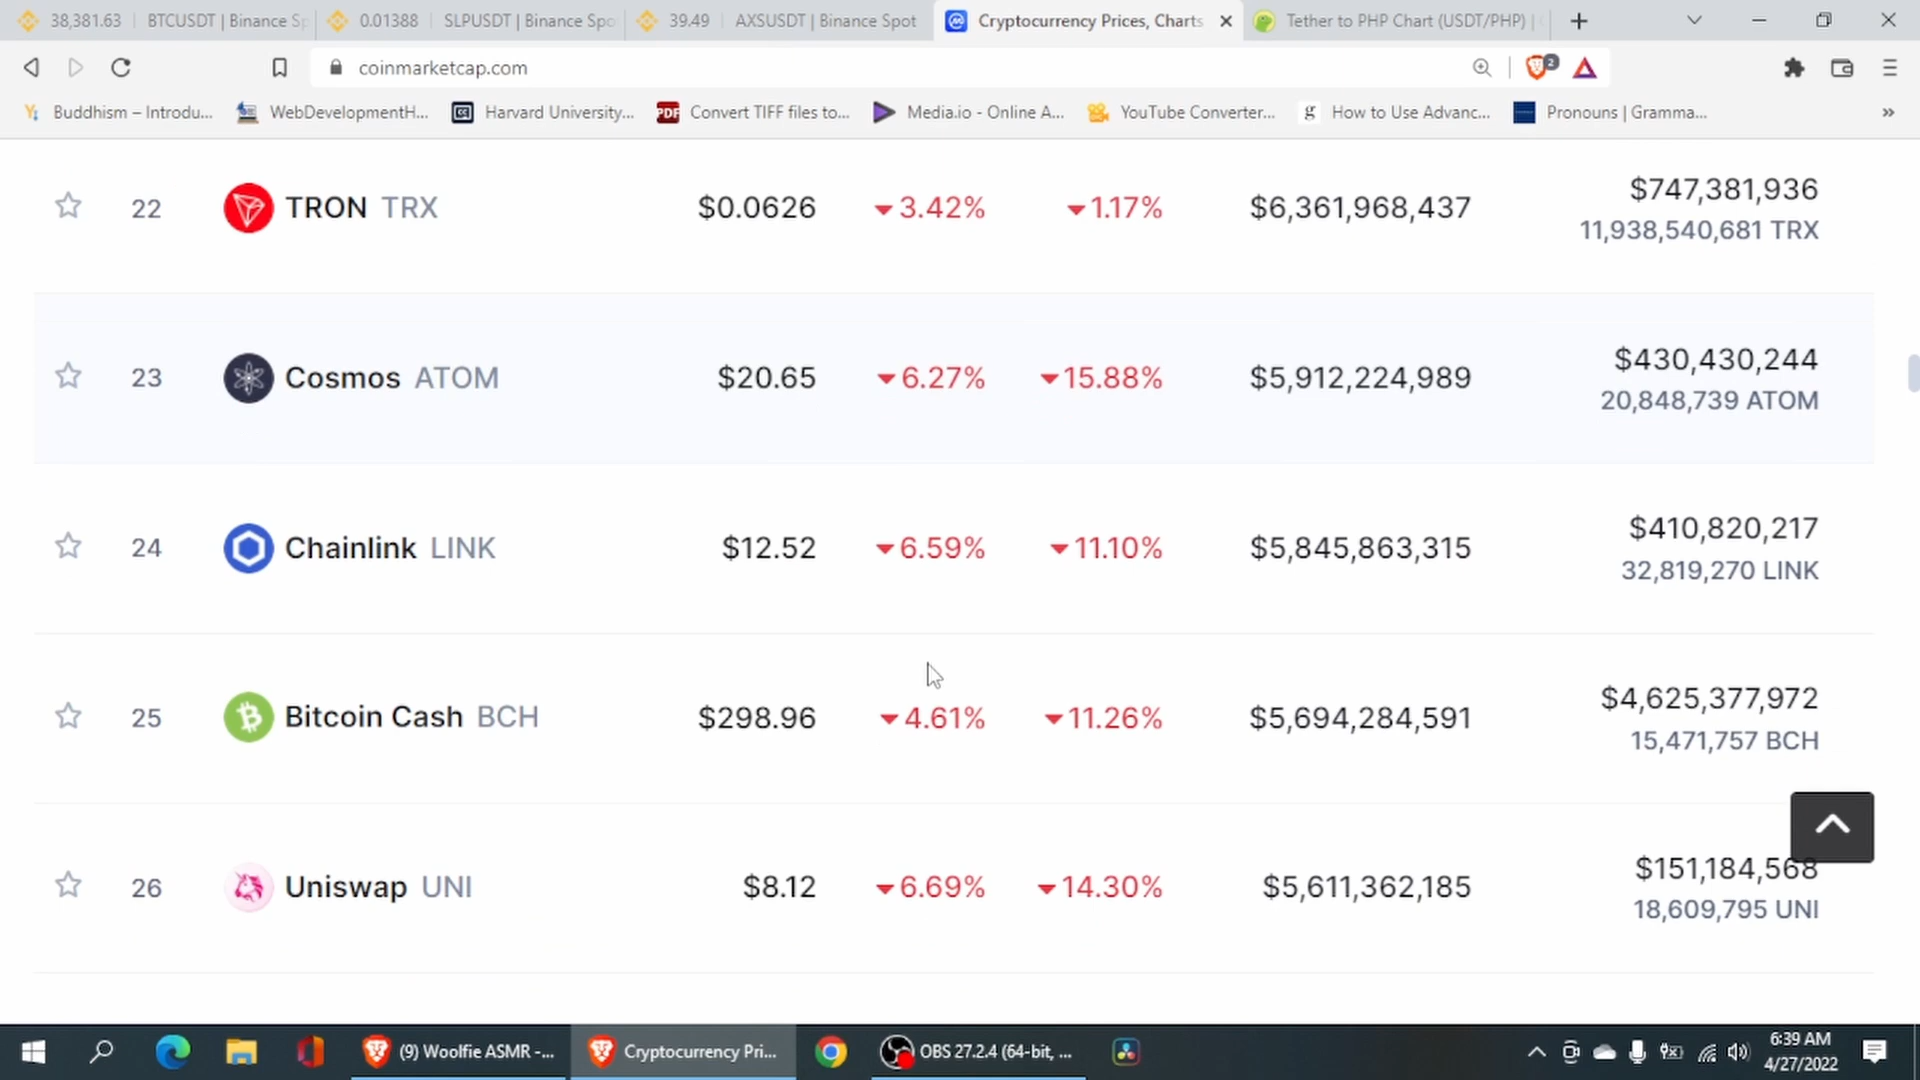 38,381.63 BTCUSDT | Binance Sp
0.01388 SLPUSDT | Binance Spo
39.49 AXSUSDT | Binance Spot
Cryptocurrency Prices, Charts
Tether to PHP Chart (USDT/PHP) |
coinmarketcap.com
2
Buddhism – Introdu...
WebDevelopmentH...
Harvard University...
PDF
Convert TIFF files to...
Media.io - Online A...
YouTube Converter...
g
How to Use Advanc...
Pronouns | Gramma...
»
22 TRON TRX $0.0626 3.42% 1.17% $6,361,968,437 $747,381,936
11,938,540,681 TRX
23 Cosmos ATOM $20.65 6.27% 15.88% $5,912,224,989 $430,430,244
20,848,739 ATOM
24 Chainlink LINK $12.52 6.59% 11.10% $5,845,863,315 $410,820,217
32,819,270 LINK
25 Bitcoin Cash BCH $298.96 4.61% 11.26% $5,694,284,591 $4,625,377,972
15,471,757 BCH
26 Uniswap UNI $8.12 6.69% 14.30% $5,611,362,185 $151,184,568
18,609,795 UNI
(9) Woolfie ASMR -...
Cryptocurrency Pri...
OBS 27.2.4 (64-bit, ...
6:39 AM
4/27/2022